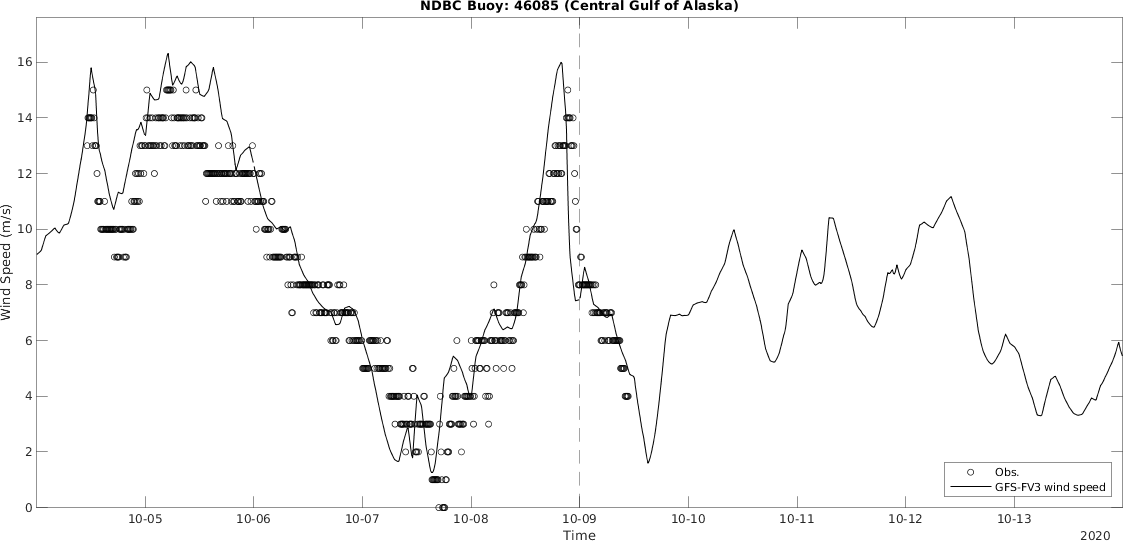 NDBC Buoy: 46085 (Central Gulf of Alaska)
Wind Speed (m/s)
16
14
12
10
8
6
4
2
0
10-05 10-06 10-07 10-08 10-09 10-10 10-11 10-12 10-13
Time
2020
Obs.
GFS-FV3 wind speed